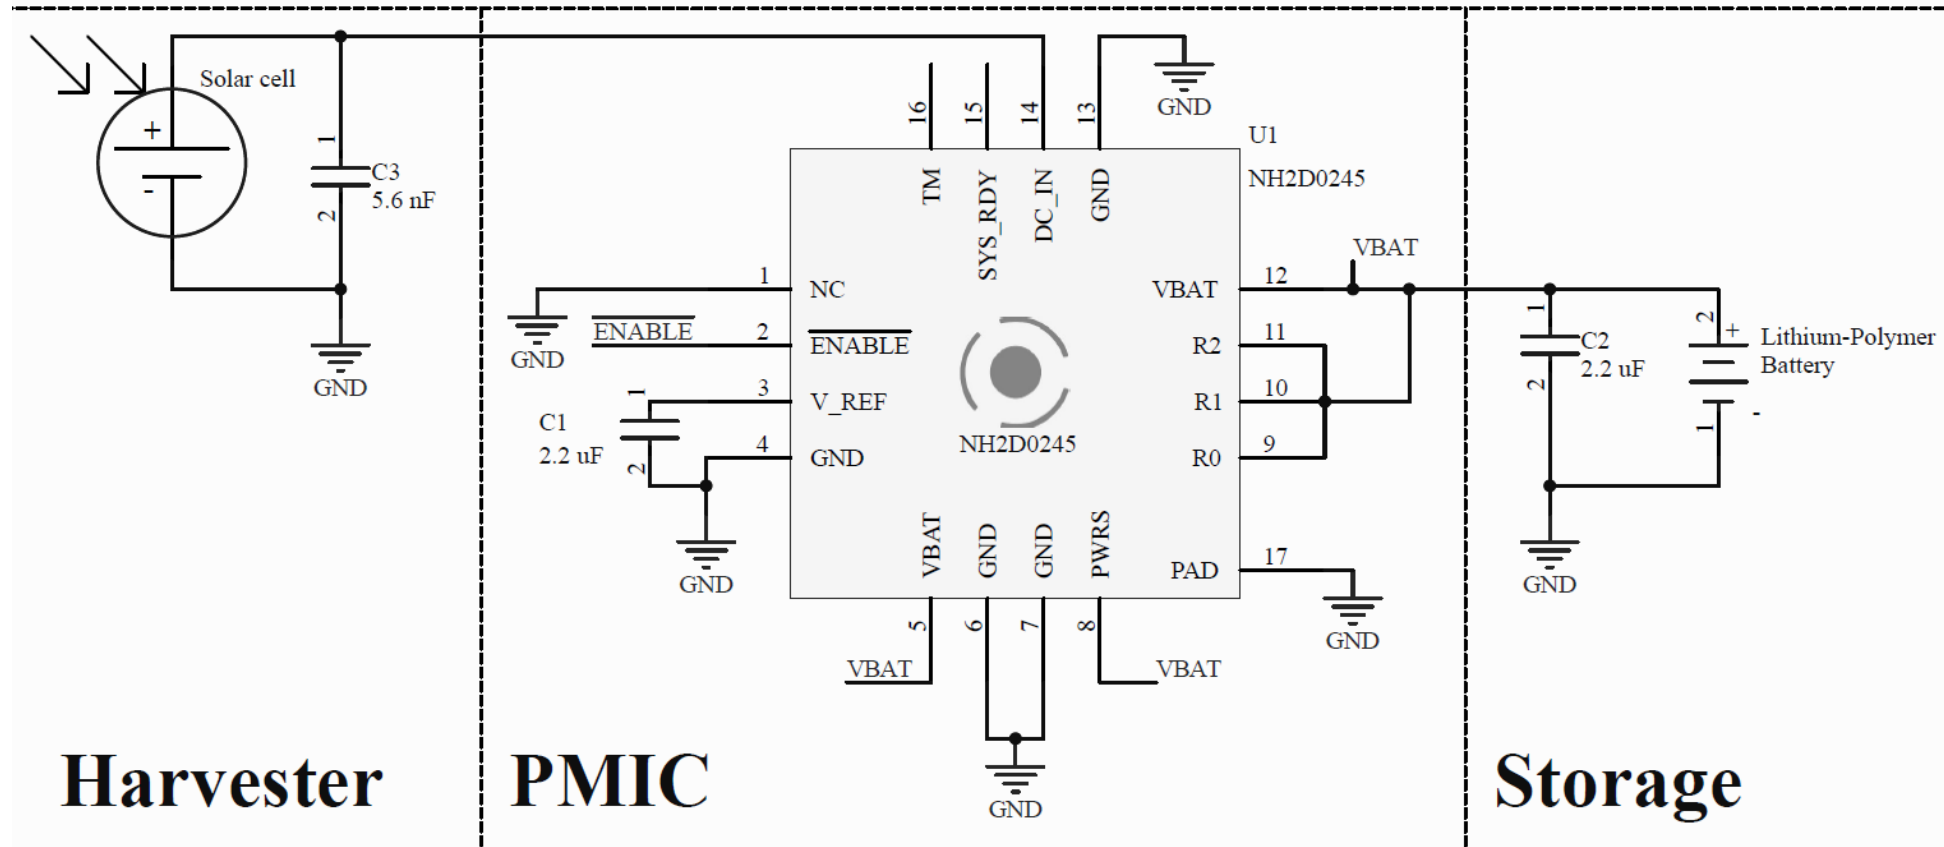 Solar cell
+
-
1
C3
5.6 nF
2
GND
16
15
14
13
GND
U1
NH2D0245
TM
SYS_RDY
DC_IN
GND
1
NC
GND
ENABLE
2
ENABLE
3
V_REF
1
C1
2.2 uF
2
4
GND
GND
NH2D0245
VBAT
12
VBAT
R2
11
R1
10
R0
9
PAD
17
GND
VBAT
GND
GND
PWRS
5
6
7
8
VBAT
VBAT
GND
1
C2
2.2 uF
2
GND
2
+
Lithium-Polymer
Battery
-
1
Harvester
PMIC
Storage